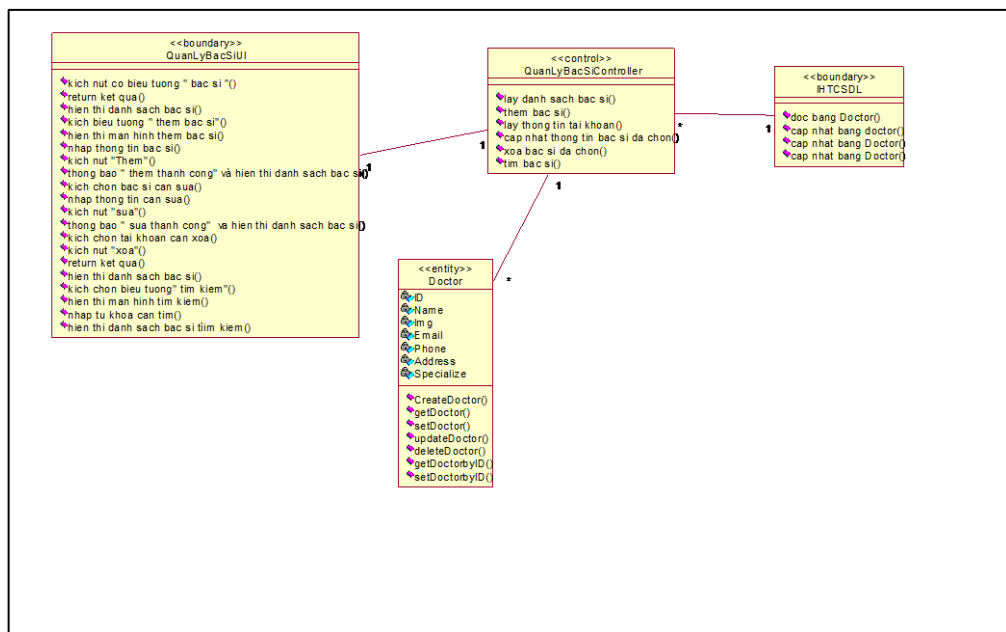 <<boundary>>
QuanLyBacSiUI
kich nut co bieu tuong " bac si "()
return ket qua()
hien thi danh sach bac si()
kich bieu tuong " them bac si"()
hien thi man hinh them bac si()
nhap thong tin bac si()
kich nut "Them"()
thong bao " them thanh cong" và hien thi danh sach bac si()
kich chon bac si can sua()
nhap thong tin can sua()
kich nut "sua"()
thong bao " sua thanh cong" va hien thi danh sach bac si()
kich chon tai khoan can xoa()
kich nut "xoa"()
return ket qua()
hien thi danh sach bac si()
kich chon bieu tuong" tim kiem"()
hien thi man hinh tim kiem()
nhap tu khoa can tim()
hien thi danh sach bac si tìim kiem()
1
1
<<control>>
QuanLyBacSiController
lay danh sach bac si()
them bac si()
lay thong tin tai khoan()
cap nhat thong tin bac si da chon()
xoa bac si da chon()
tim bac si()
*
1
1
*
<<boundary>>
IHTCSDL
doc bang Doctor()
cap nhat bang doctor()
cap nhat bang Doctor()
cap nhat bang Doctor()
<<entity>>
Doctor
ID
Name
Img
Email
Phone
Address
Specialize
CreateDoctor()
getDoctor()
setDoctor()
updateDoctor()
deleteDoctor()
getDoctorbyID()
setDoctorbyID()